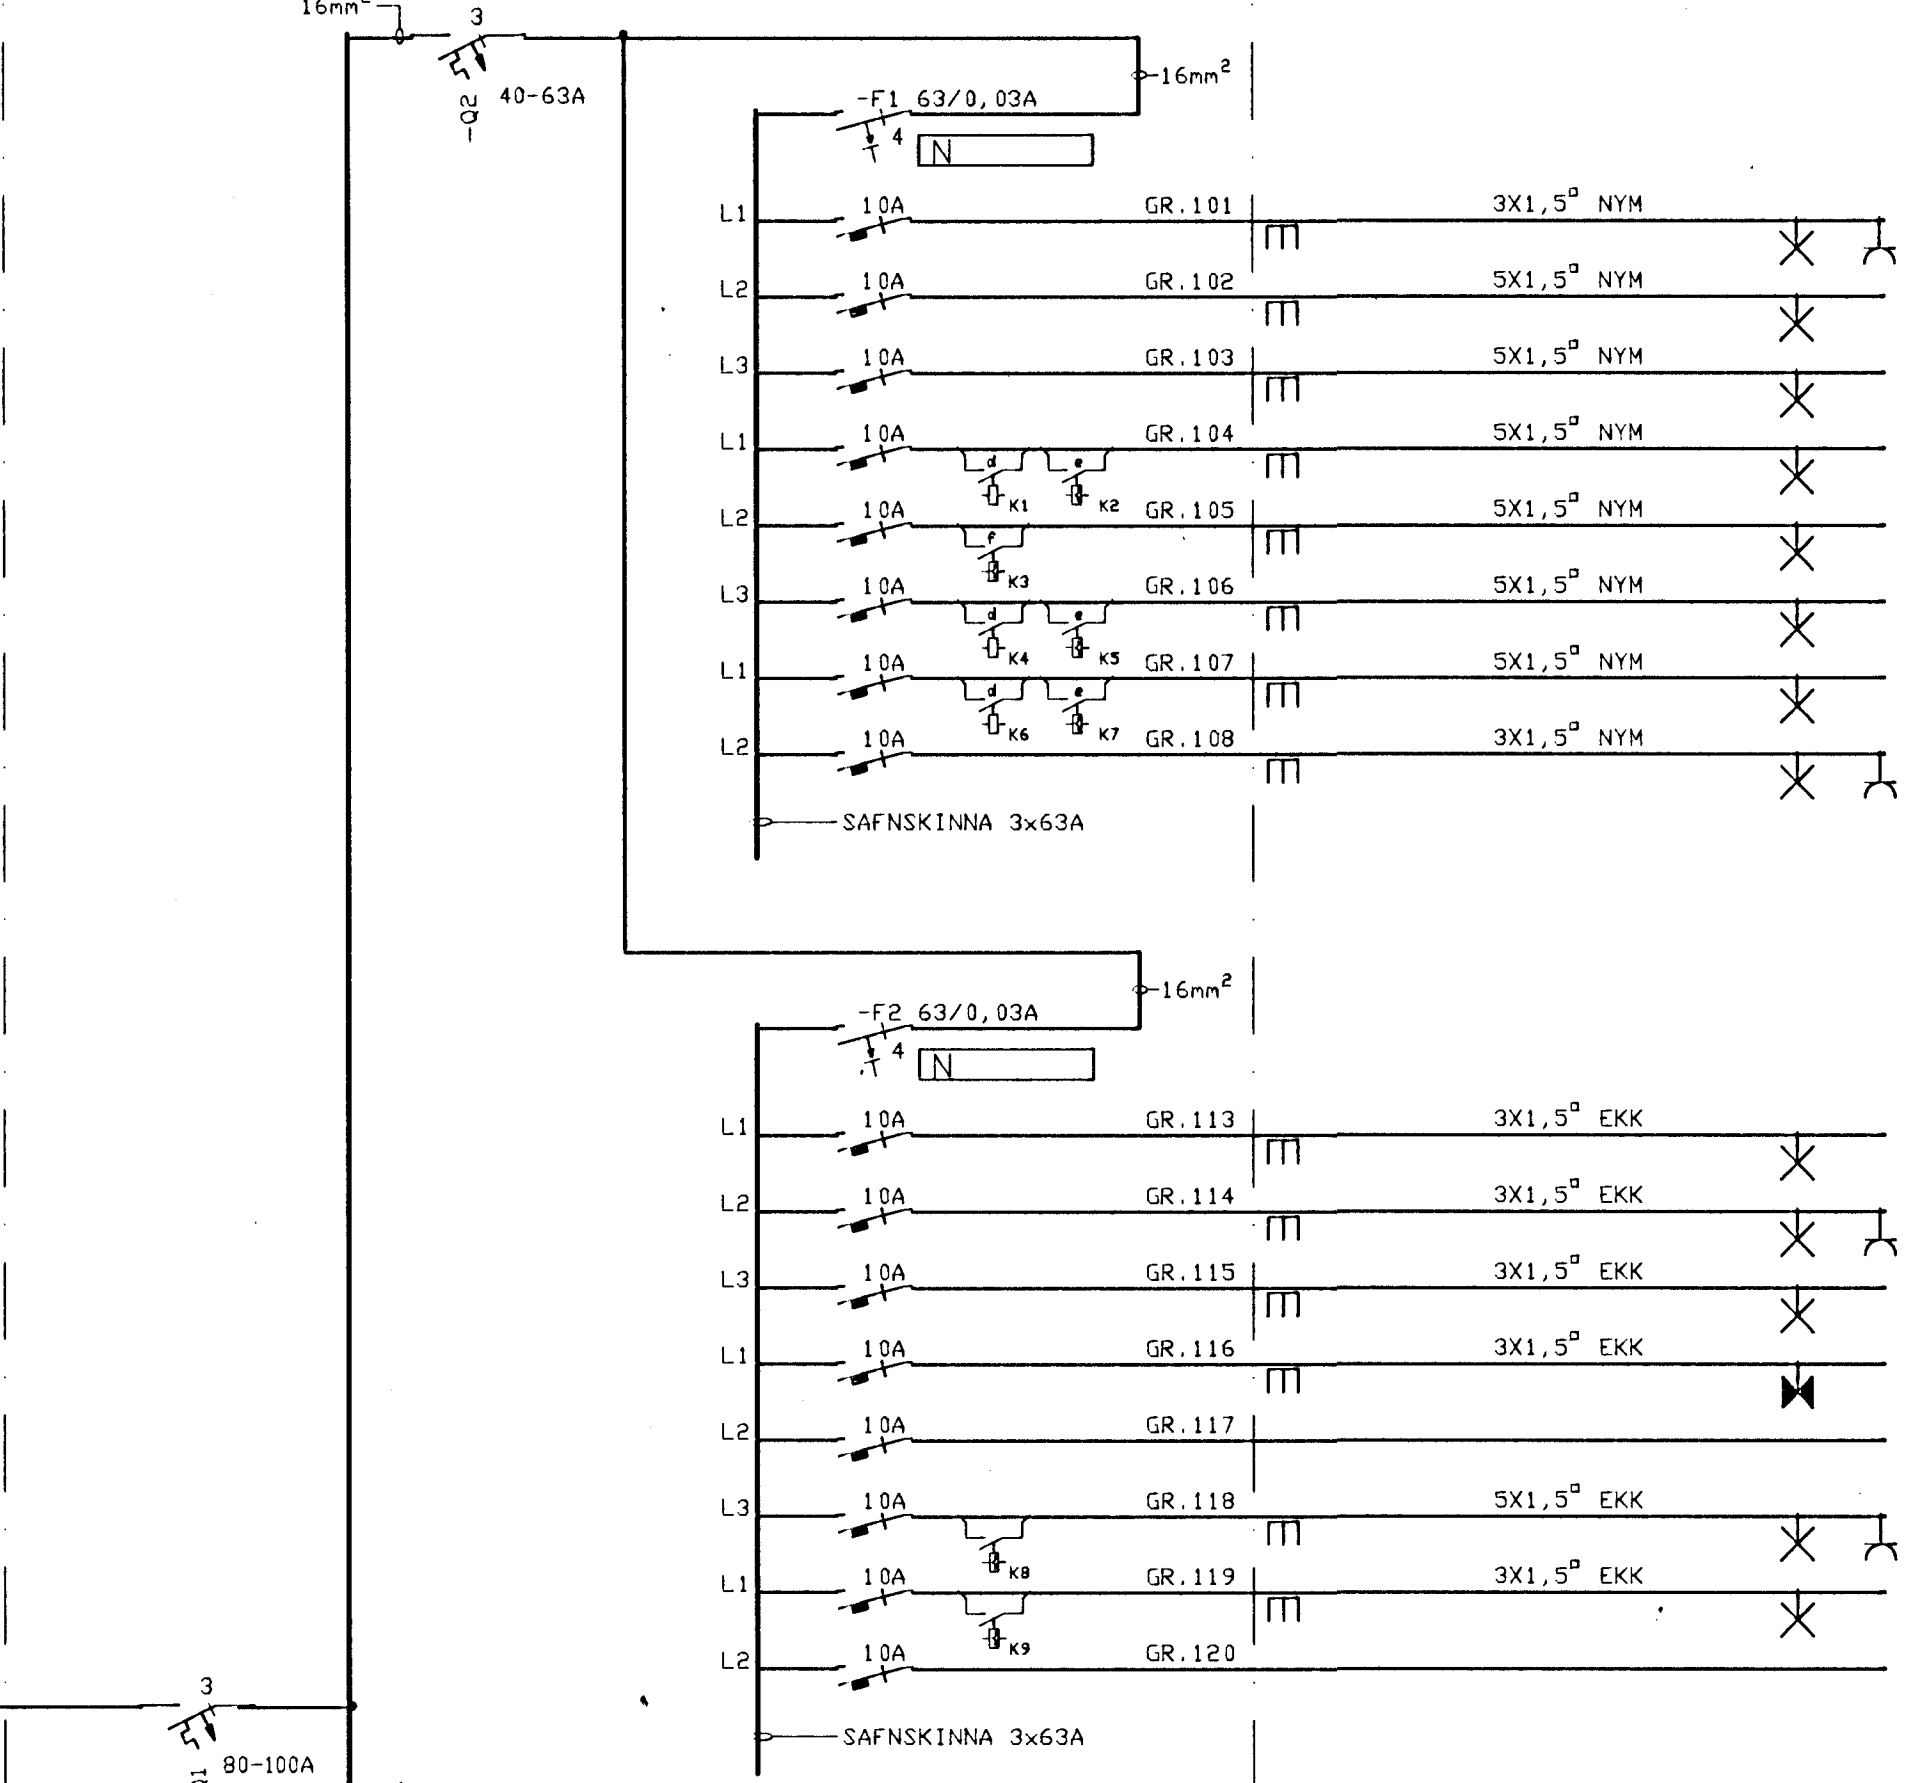 16mm²
3
-Q2
40-63A
16mm²
-F1 63/0,03A
4
N
L1 10A GR.101 3X1,5▫ NYM
L2 10A GR.102 5X1,5▫ NYM
L3 10A GR.103 5X1,5▫ NYM
L1 10A GR.104 5X1,5▫ NYM
d K1 e K2
L2 10A GR.105 5X1,5▫ NYM
f K3
L3 10A GR.106 5X1,5▫ NYM
d K4 e K5
L1 10A GR.107 5X1,5▫ NYM
d K6 e K7
L2 10A GR.108 3X1,5▫ NYM
SAFNSKINNA 3x63A
16mm²
-F2 63/0,03A
4
N
L1 10A GR.113 3X1,5▫ EKK
L2 10A GR.114 3X1,5▫ EKK
L3 10A GR.115 3X1,5▫ EKK
L1 10A GR.116 3X1,5▫ EKK
L2 10A GR.117
L3 10A GR.118 5X1,5▫ EKK
K8
L1 10A GR.119 3X1,5▫ EKK
K9
L2 10A GR.120
3
80-100A
SAFNSKINNA 3x63A